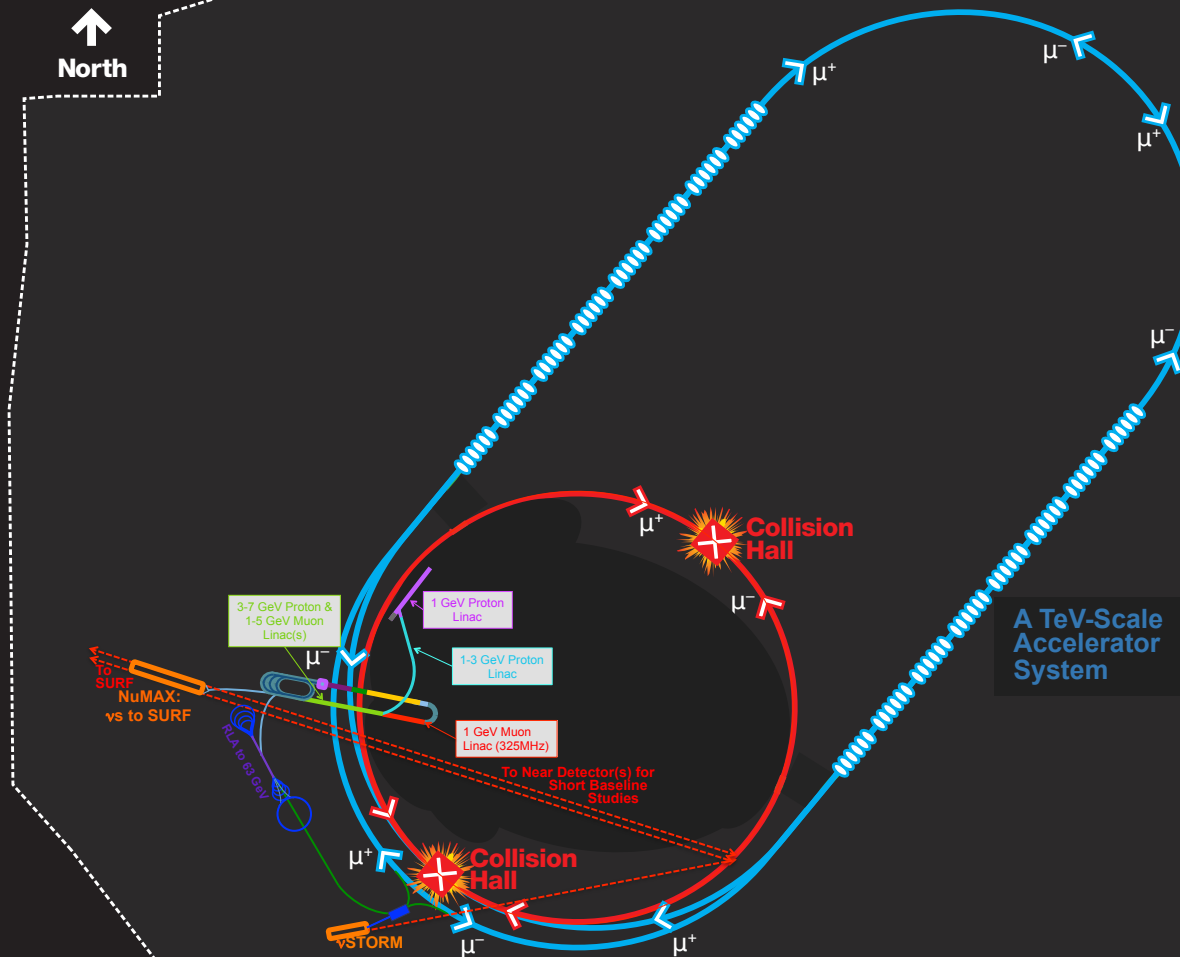 North
μ⁻
μ⁺
μ⁺
μ⁻
μ⁺
Collision
Hall
μ⁻
3-7 GeV Proton &
1-5 GeV Muon
Linac(s)
1 GeV Proton
Linac
A TeV-Scale
Accelerator
System
μ⁻
1-3 GeV Proton
Linac
To
SURF
NuMAX:
νs to SURF
RLA to 63 GeV
1 GeV Muon
Linac (325MHz)
To Near Detector(s) for
Short Baseline
Studies
μ⁺
Collision
Hall
νSTORM
μ⁻
μ⁺